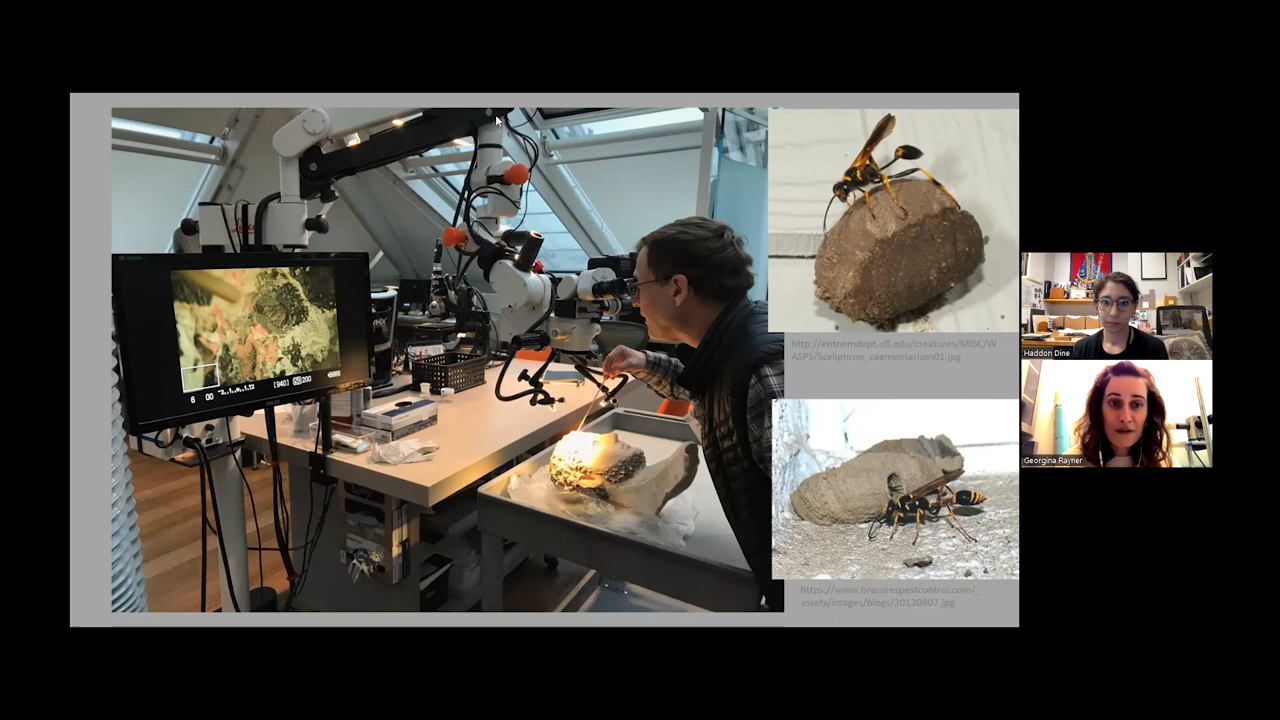 http://entnemdept.ufl.edu/creatures/MISC/W
ASPS/Sceliphron_caementarium01.jpg
https://www.brasurespestcontrol.com/_
assets/images/blogs/20130807.jpg
Haddon Dine
Georgina Rayner